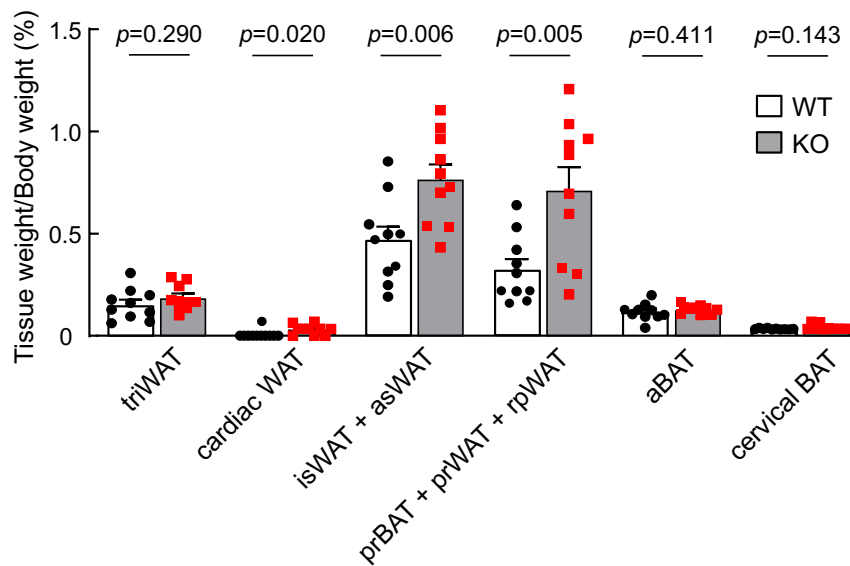 Tissue weight/Body weight (%)
1.5
1.0
0.5
0
p=0.290
p=0.020
p=0.006
p=0.005
p=0.411
p=0.143
WT
KO
triWAT
cardiac WAT
isWAT + asWAT
prBAT + prWAT + rpWAT
aBAT
cervical BAT